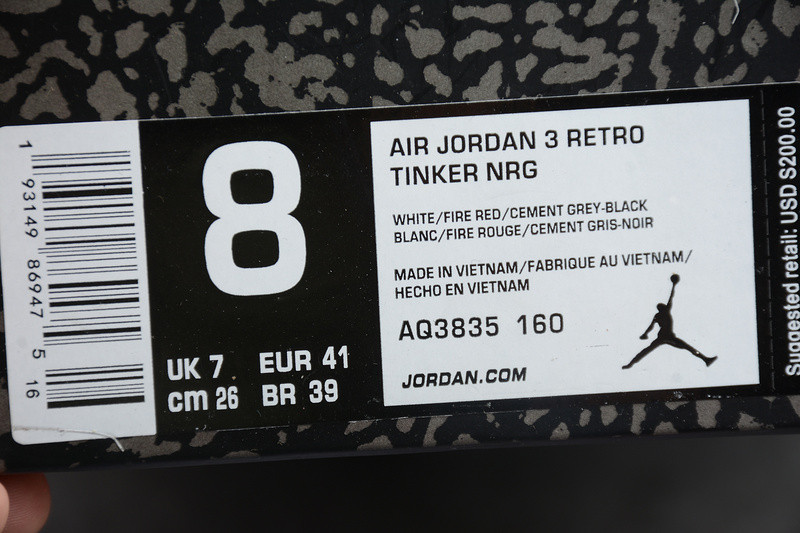 1 93149 86947 5 16
8
UK 7 EUR 41
cm 26 BR 39
AIR JORDAN 3 RETRO
TINKER NRG
WHITE/FIRE RED/CEMENT GREY-BLACK
BLANC/FIRE ROUGE/CEMENT GRIS-NOIR
MADE IN VIETNAM/FABRIQUE AU VIETNAM/
HECHO EN VIETNAM
AQ3835 160
JORDAN.COM
Suggested retail: USD S200.00